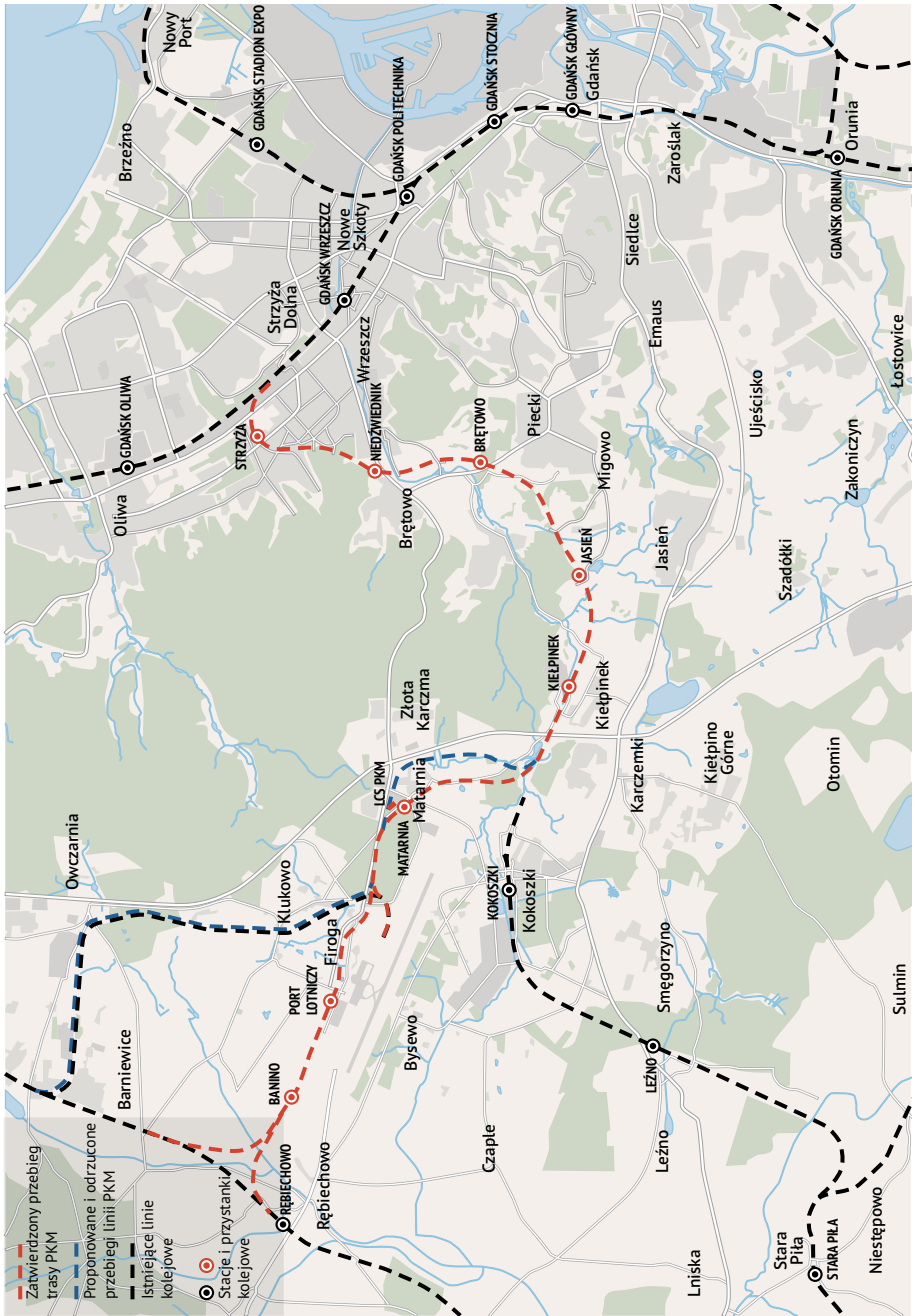 Zatwierdzony przebieg
trasy PKM
Proponowane i odrzucone
przebiegi linii PKM
Istniejące linie
kolejowe
Stacje i przystanki
kolejowe
Nowy
Port
Brzeźno
GDAŃSK STADION EXPO
GDAŃSK POLITECHNIKA
GDAŃSK STOCZNIA
GDAŃSK GŁÓWNY
Gdańsk
Zaroślak
Orunia
GDAŃSK ORUNIA
GDAŃSK WRZESZCZ
Nowe
Szkoty
Strzyża
Dolna
Wrzeszcz
Siedlce
Emaus
Łostowice
Ujeścisko
Zakoniczyn
GDAŃSK OLIWA
Oliwa
STRZYŻA
NIEDŹWIEDNIK
BRĘTOWO
Brętowo
Piecki
Migowo
JASIEŃ
Jasień
Szadółki
KIEŁPINEK
Kiełpinek
Złota
Karczma
LCS PKM
MATARNIA
Matarnia
Karczemki
Kiełpino
Górne
Otomin
Owczarnia
Klukowo
Firoga
KOKOSZKI
Kokoszki
PORT
LOTNICZY
Bysewo
Smęgorzyno
Sulmin
Barniewice
BANINO
LEŹNO
Leźno
RĘBIECHOWO
Rębiechowo
Czaple
Lniska
Stara
Piła
STARA PIŁA
Niestępowo